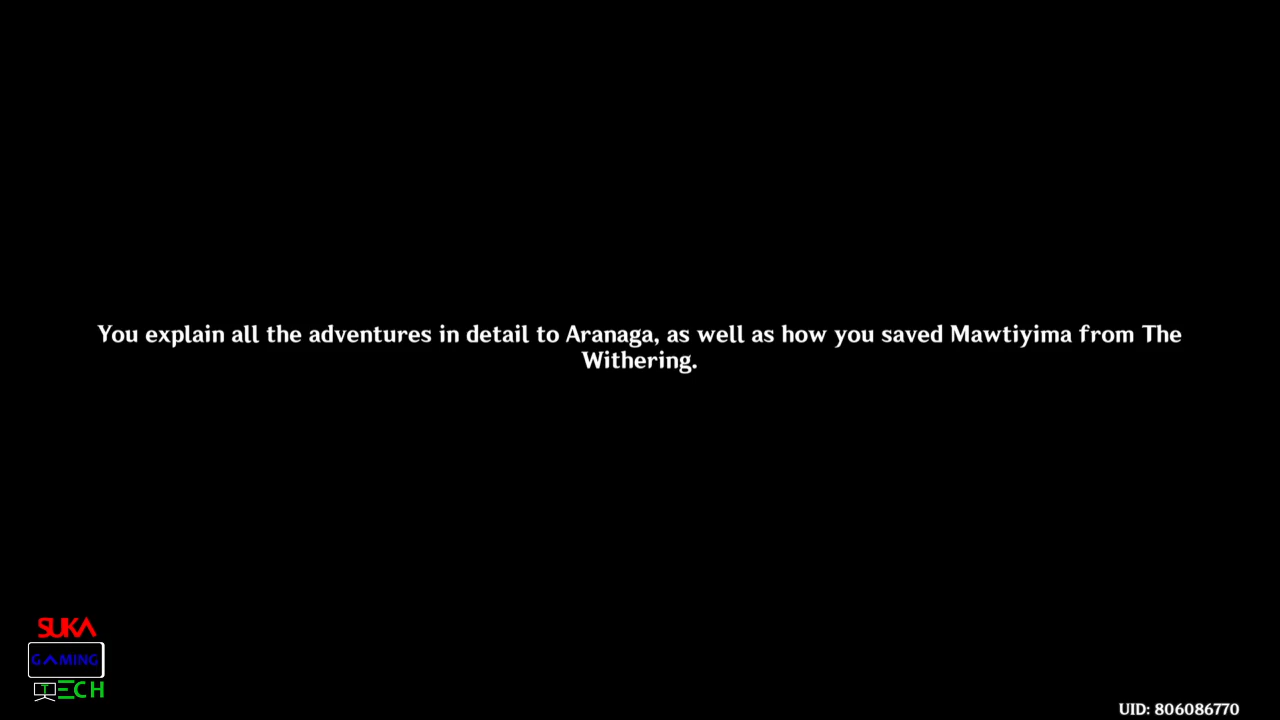 You explain all the adventures in detail to Aranaga, as well as how you saved Mawtiyima from The
Withering.
SUKA
GAMING
TECH
UID: 806086770